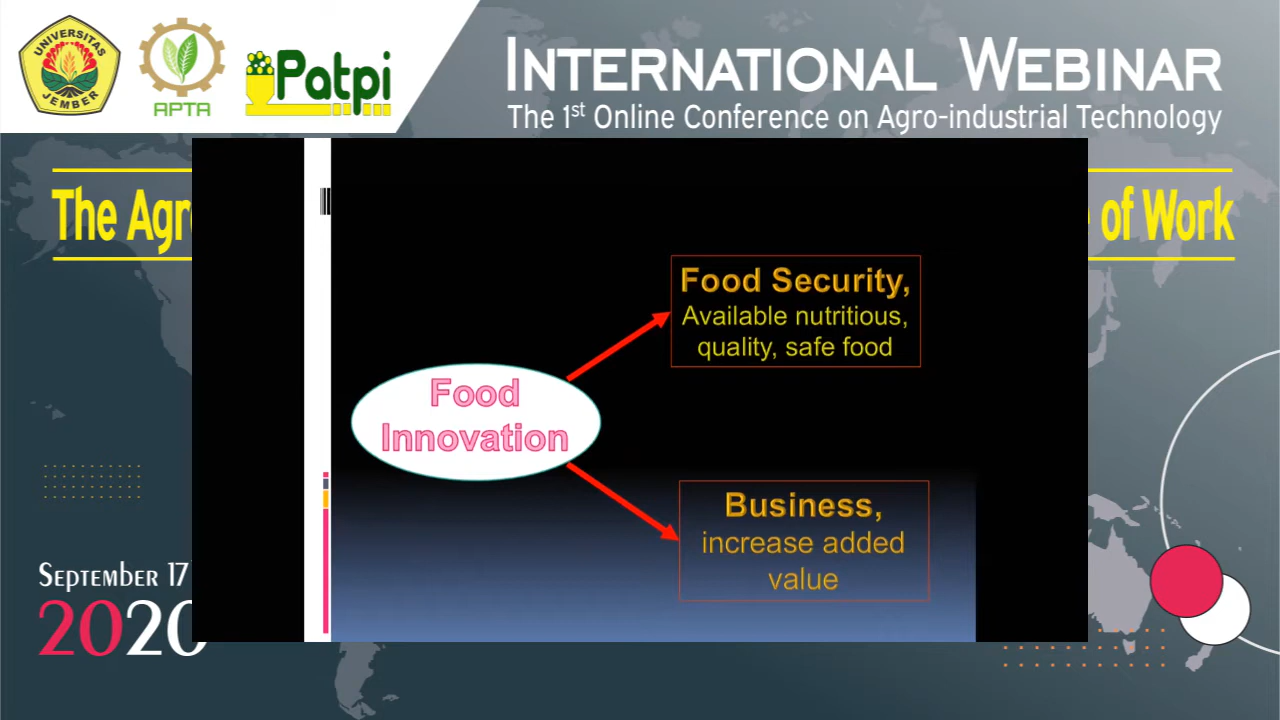 UNIVERSITAS
JEMBER
APTA
Patpi
INTERNATIONAL WEBINAR
The 1st Online Conference on Agro-industrial Technology
The Agr
of Work
Food Security,
Available nutritious,
quality, safe food
Food
Innovation
Business,
increase added
value
September 17
2020